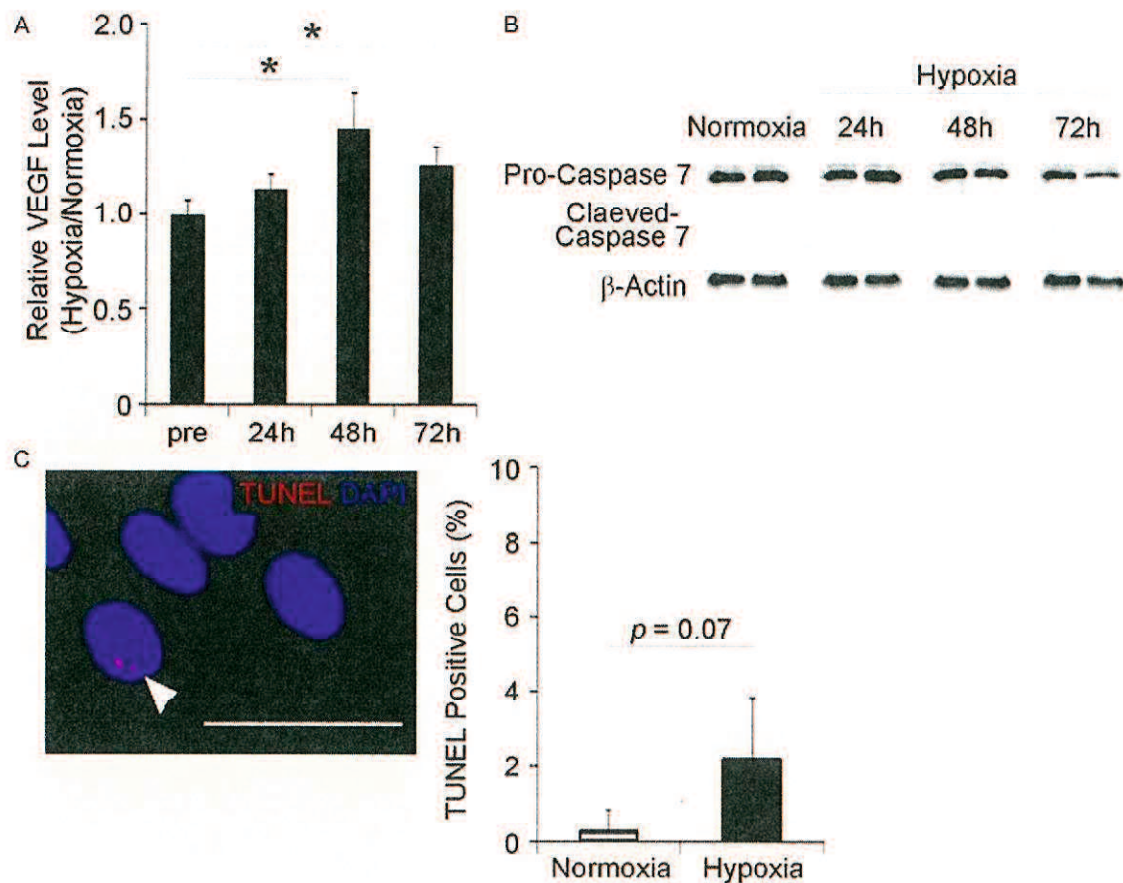 A
Relative VEGF Level
(Hypoxia/Normoxia)
2.0
1.5
1.0
0.5
0
*
*
pre 24h 48h 72h
B
Hypoxia
Normoxia 24h 48h 72h
Pro-Caspase 7
Claeved-
Caspase 7
β-Actin
C
TUNEL DAPI
TUNEL Positive Cells (%)
10
8
6
4
2
0
p = 0.07
Normoxia Hypoxia